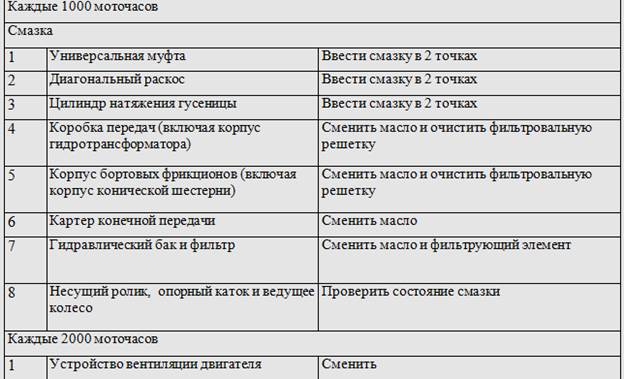 Каждые 1000 моточасов
Смазка
1 Универсальная муфта Ввести смазку в 2 точках
2 Диагональный раскос Ввести смазку в 2 точках
3 Цилиндр натяжения гусеницы Ввести смазку в 2 точках
4 Коробка передач (включая корпус Сменить масло и очистить фильтровальную
гидротрансформатора) решетку
5 Корпус бортовых фрикционов (включая Сменить масло и очистить фильтровальную
корпус конической шестерни) решетку
6 Картер конечной передачи Сменить масло
7 Гидравлический бак и фильтр Сменить масло и фильтрующий элемент
8 Несущий ролик, опорный каток и ведущее Проверить состояние смазки
колесо
Каждые 2000 моточасов
1 Устройство вентиляции двигателя Сменить